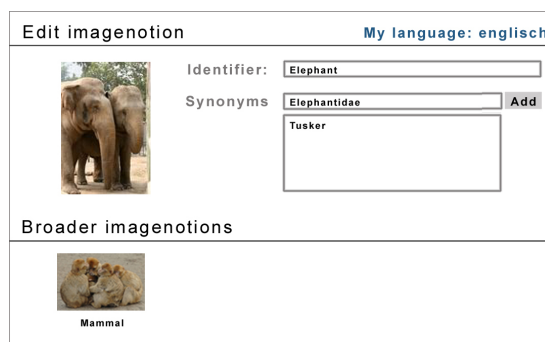 Edit imagenotion
My language: englisch
Identifier: Elephant
Synonyms Elephantidae Add
Tusker
Broader imagenotions
Mammal